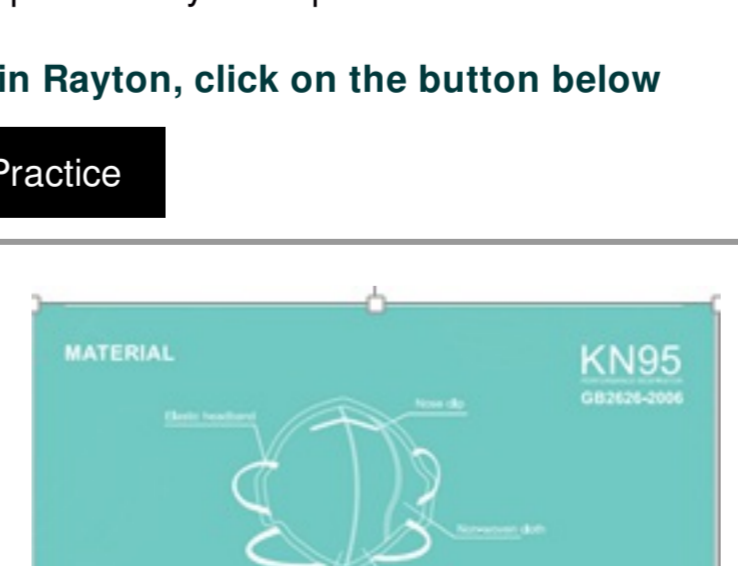 in Rayton, click on the button below
Practice
MATERIAL
KN95
GB2626-2006
Elastic headband
Nose clip
Nonwoven cloth